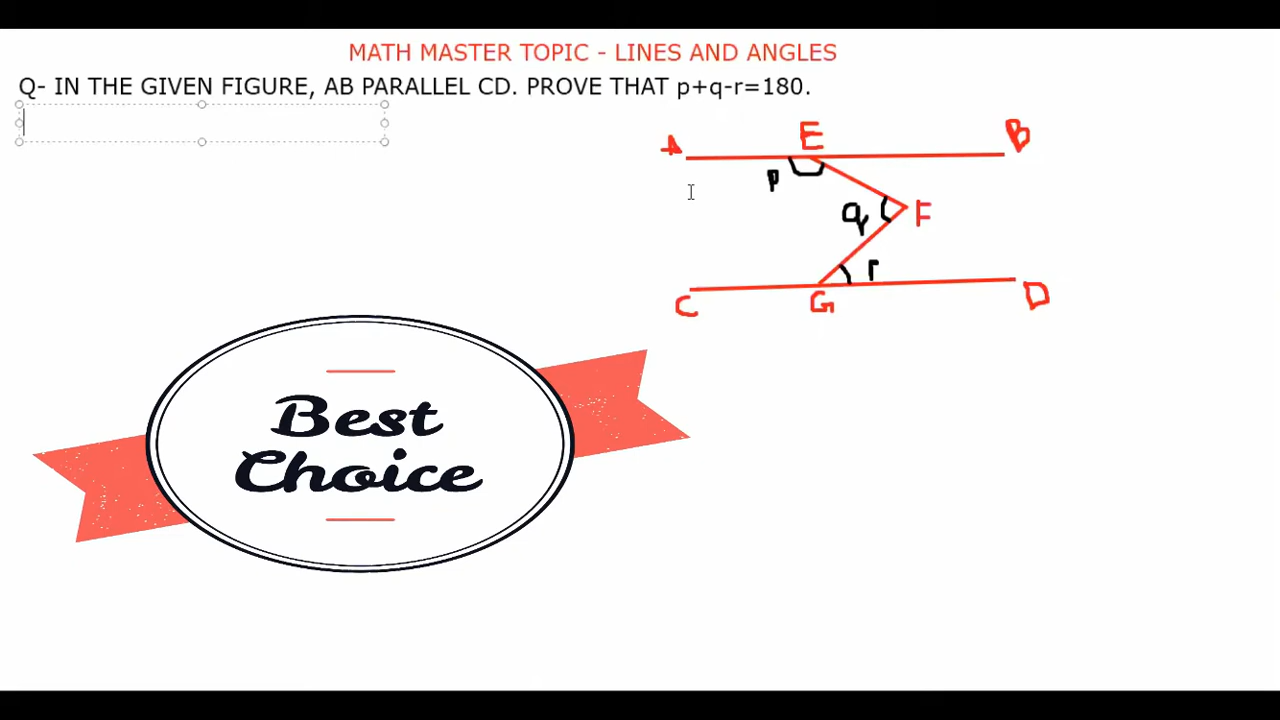 MATH MASTER TOPIC - LINES AND ANGLES
Q- IN THE GIVEN FIGURE, AB PARALLEL CD. PROVE THAT p+q-r=180.
A E B
P
q F
r
C G D
Best
Choice